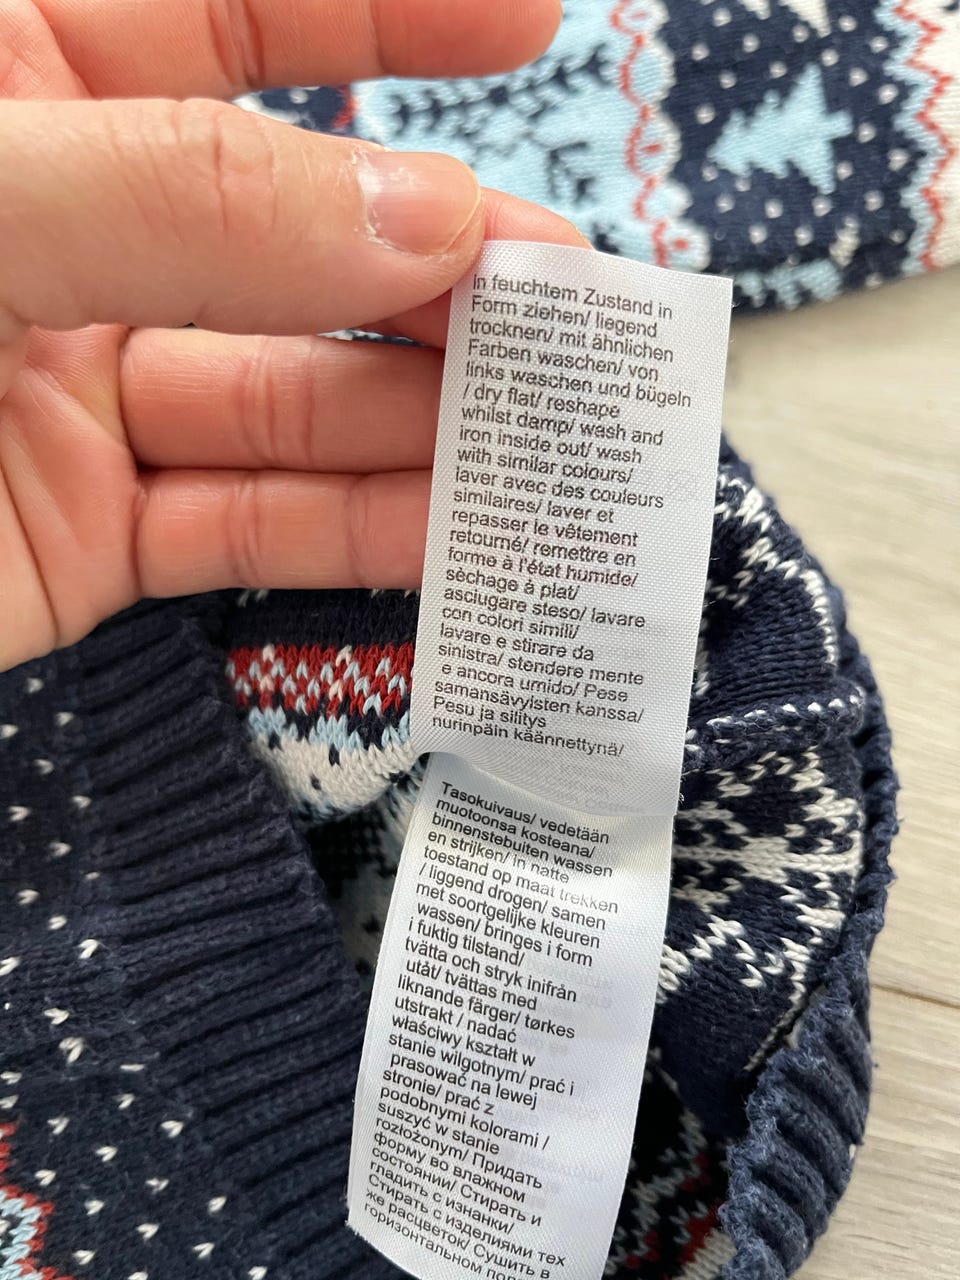 in feuchtem Zustand in
Form ziehen/ liegend
trocknen/ mit ähnlichen
Farben waschen/ von
links waschen und bügeln
/ dry flat/ reshape
whilst damp/ wash and
iron inside out/ wash
with similar colours/
laver avec des couleurs
similaires/ laver et
repasser le vêtement
retourné/ remettre en
forme à l'état humide/
sèchage à plat/
asciugare steso/ lavare
con colori simili/
lavare e stirare da
sinistra/ stendere mente
e ancora umido/ Pese
samansävyisten kanssa/
Pesu ja silitys
nurinpäin käännettynä/
Tasokuivaus/ vedetään
muotoonsa kosteana/
binnenstebuiten wassen
en strijken/ in natte
toestand op maat trekken
/ liggend drogen/ samen
met soortgelijke kleuren
wassen/ bringes i form
i fuktig tilstand/
tvätta och stryk inifrån
utåt/ tvättas med
liknande färger/ tørkes
utstrakt / nadać
właściwy kształt w
stanie wilgotnym/ prać i
prasować na lewej
stronie/ prać z
podobnymi kolorami /
suszyć w stanie
rozłożonym/ Придать
форму во влажном
состоянии/ Стирать и
гладить с изнанки/
Стирать с изделиями тех
же расцветок/ Сушить в
горизонтальном